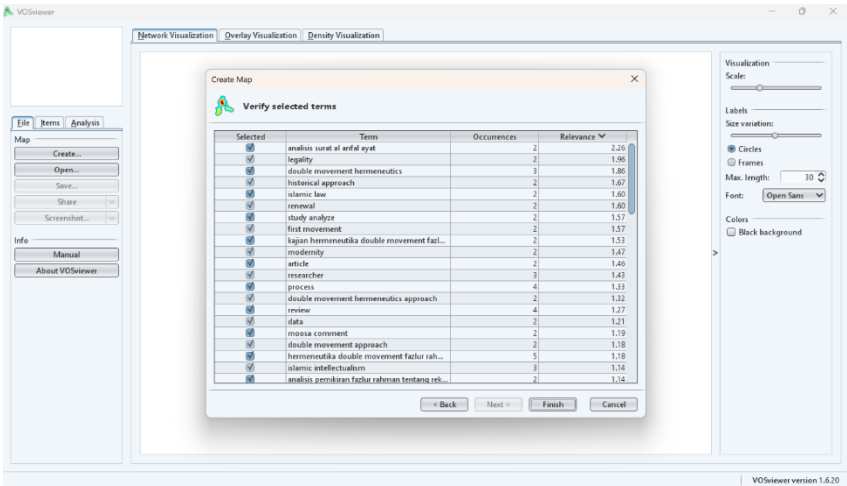 VOSviewer
Network Visualization Overlay Visualization Density Visualization
File Items Analysis
Map
Create...
Open...
Save...
Share
Screenshot...
Info
Manual
About VOSviewer
Create Map
Verify selected terms
Selected Term Occurrences Relevance
analisis surat al anfal ayat 2 2.26
legality 2 1.96
double movement hermeneutics 3 1.86
historical approach 2 1.67
islamic law 2 1.60
renewal 2 1.60
study analyze 2 1.57
first movement 2 1.57
kajian hermeneutika double movement fazl... 2 1.53
modernity 2 1.47
article 2 1.46
researcher 3 1.43
process 4 1.33
double movement hermeneutics approach 2 1.32
review 4 1.27
data 2 1.21
moosa comment 2 1.19
double movement approach 2 1.18
hermeneutika double movement fazlur rah... 5 1.18
islamic intellectualism 3 1.14
analisis pemikiran fazlur rahman tentang rek... 2 1.14
< Back Next > Finish Cancel
Visualization
Scale:
Labels
Size variation:
Circles
Frames
Max. length: 30
Font: Open Sans
Colors
Black background
>
VOSviewer version 1.6.20